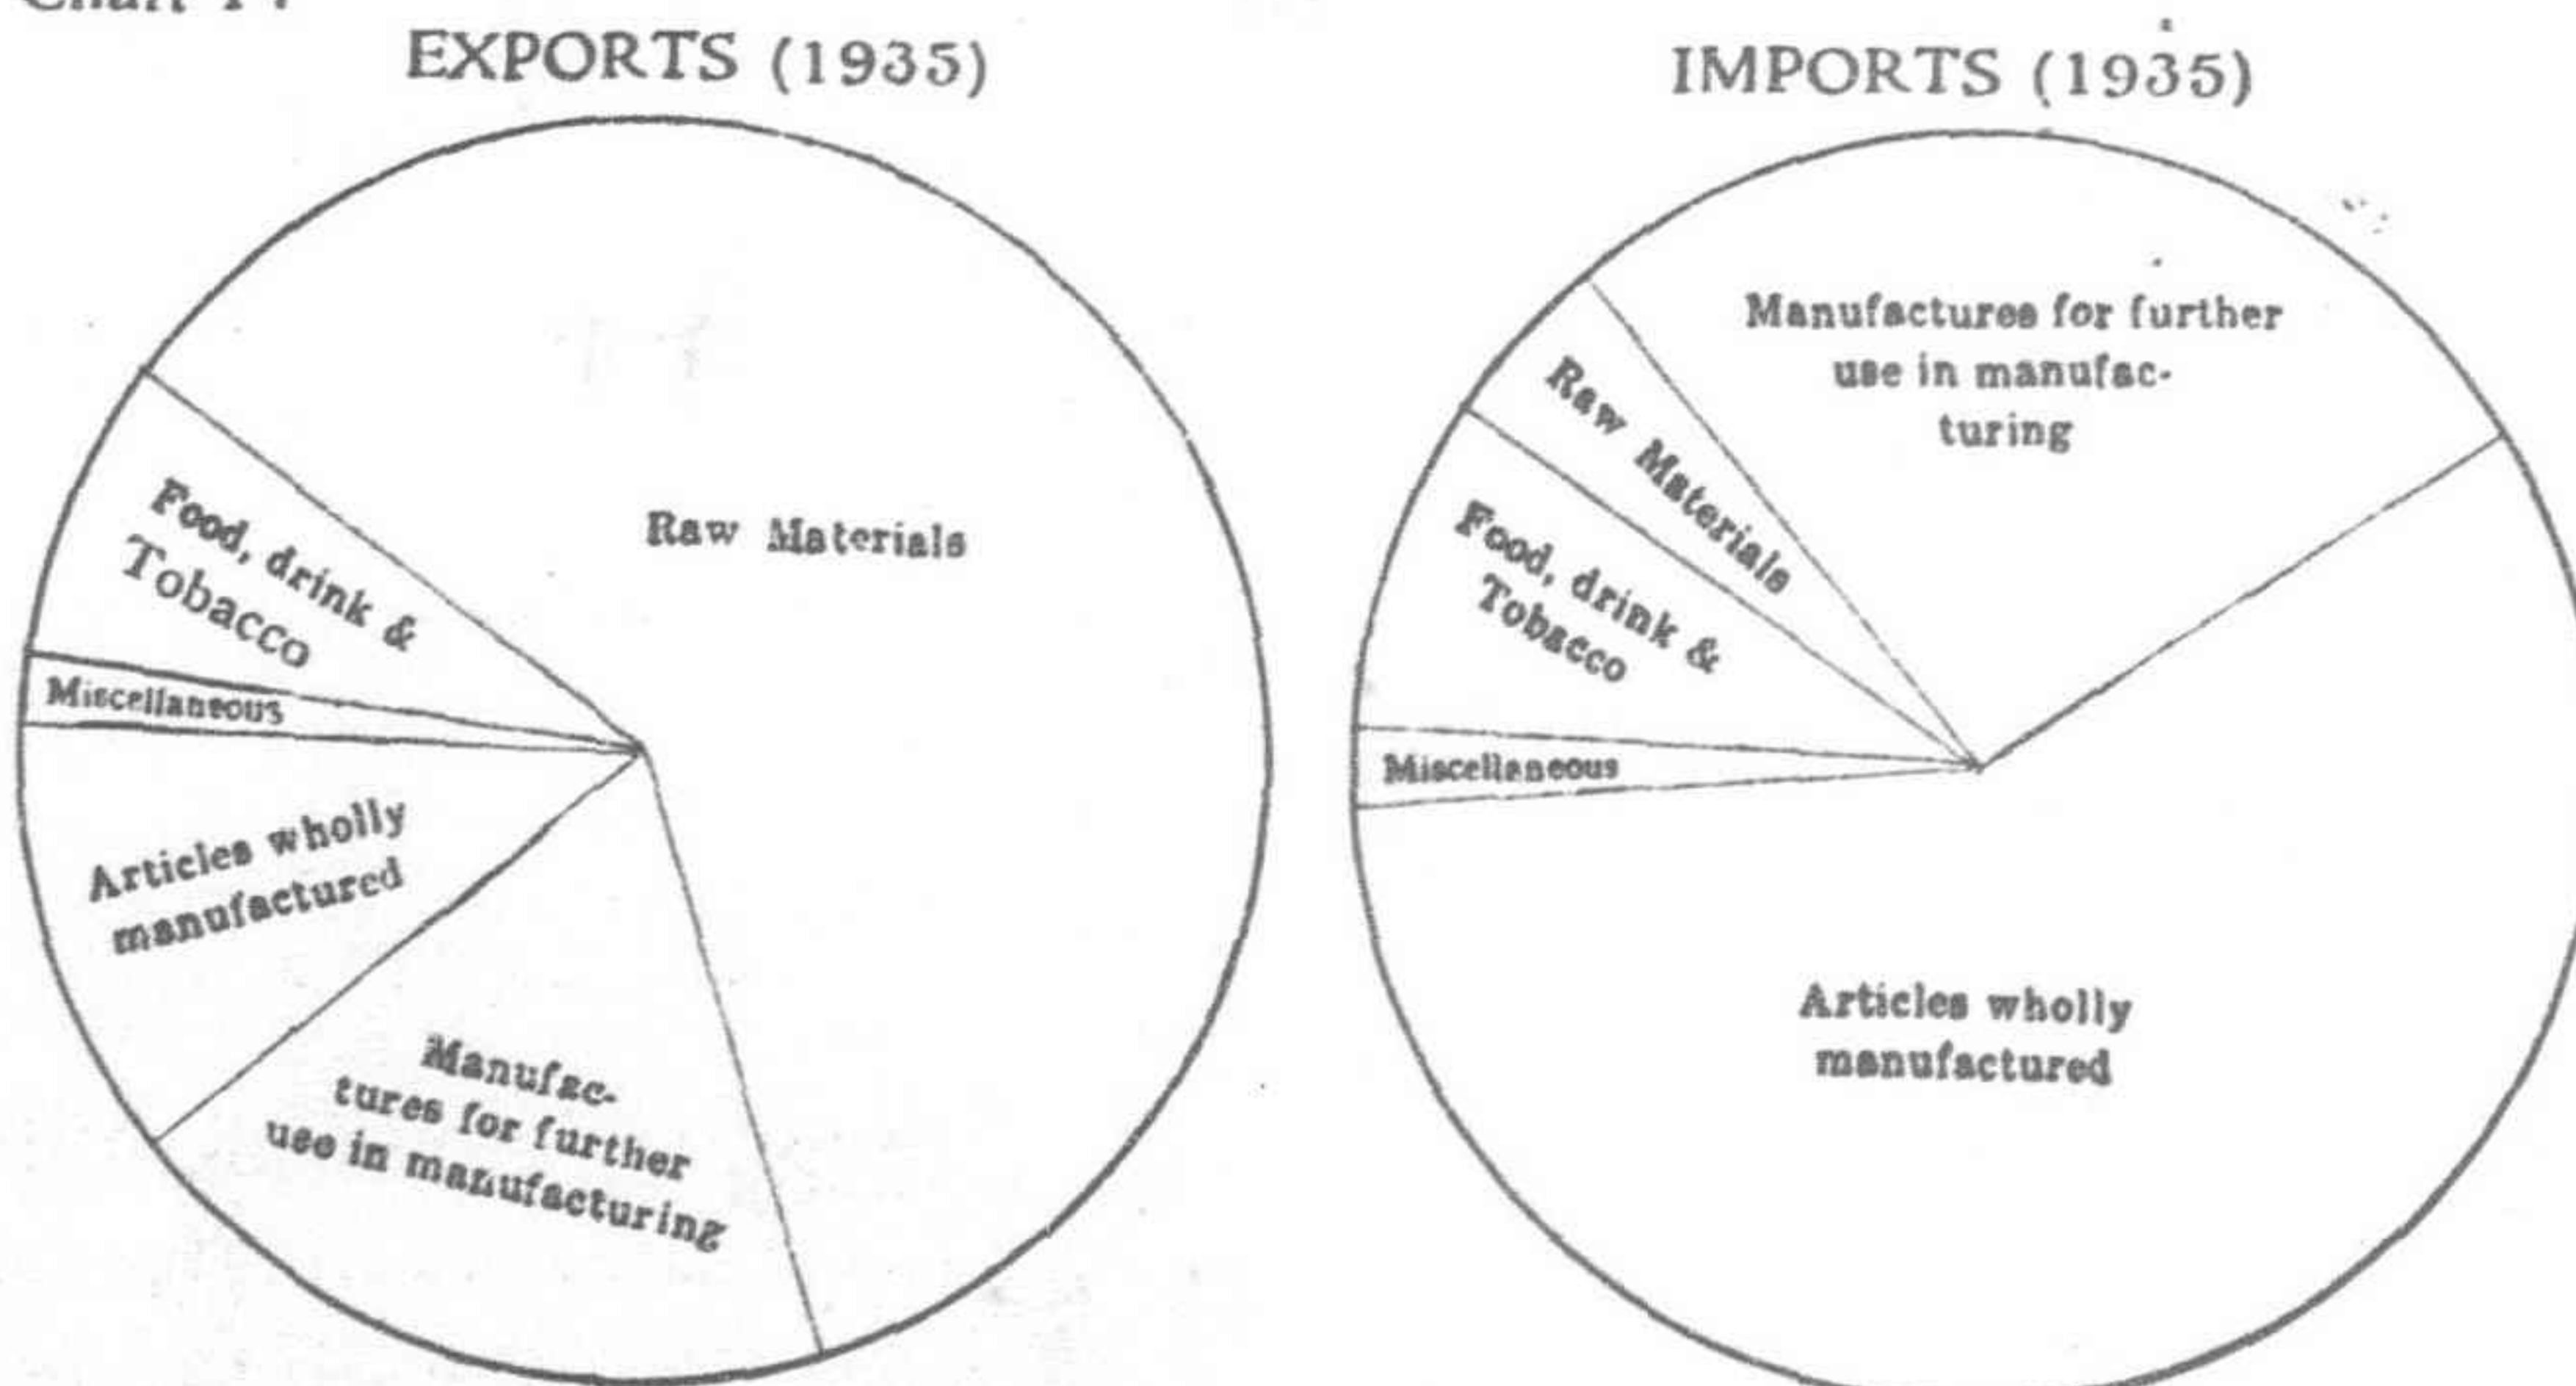 EXPORTS (1935)
Raw Materials
Food, drink &
Tobacco
Miscellaneous
Articles wholly
manufactured
Manufac-
tures for further
use in manufacturing
IMPORTS (1935)
Manufactures for further
use in manufac-
turing
Raw Materials
Food, drink &
Tobacco
Miscellaneous
Articles wholly
manufactured